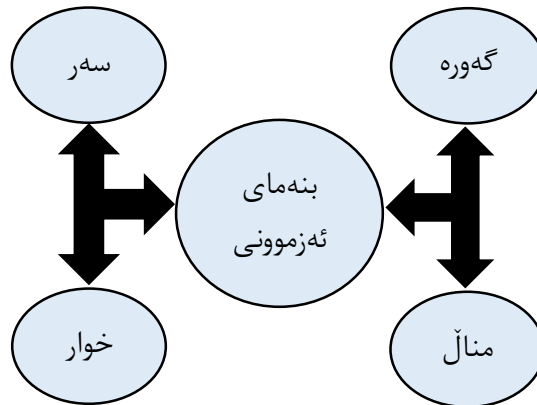 گەورە
سەر
بنەمای
ئەزموونی
مناڵ
خوار